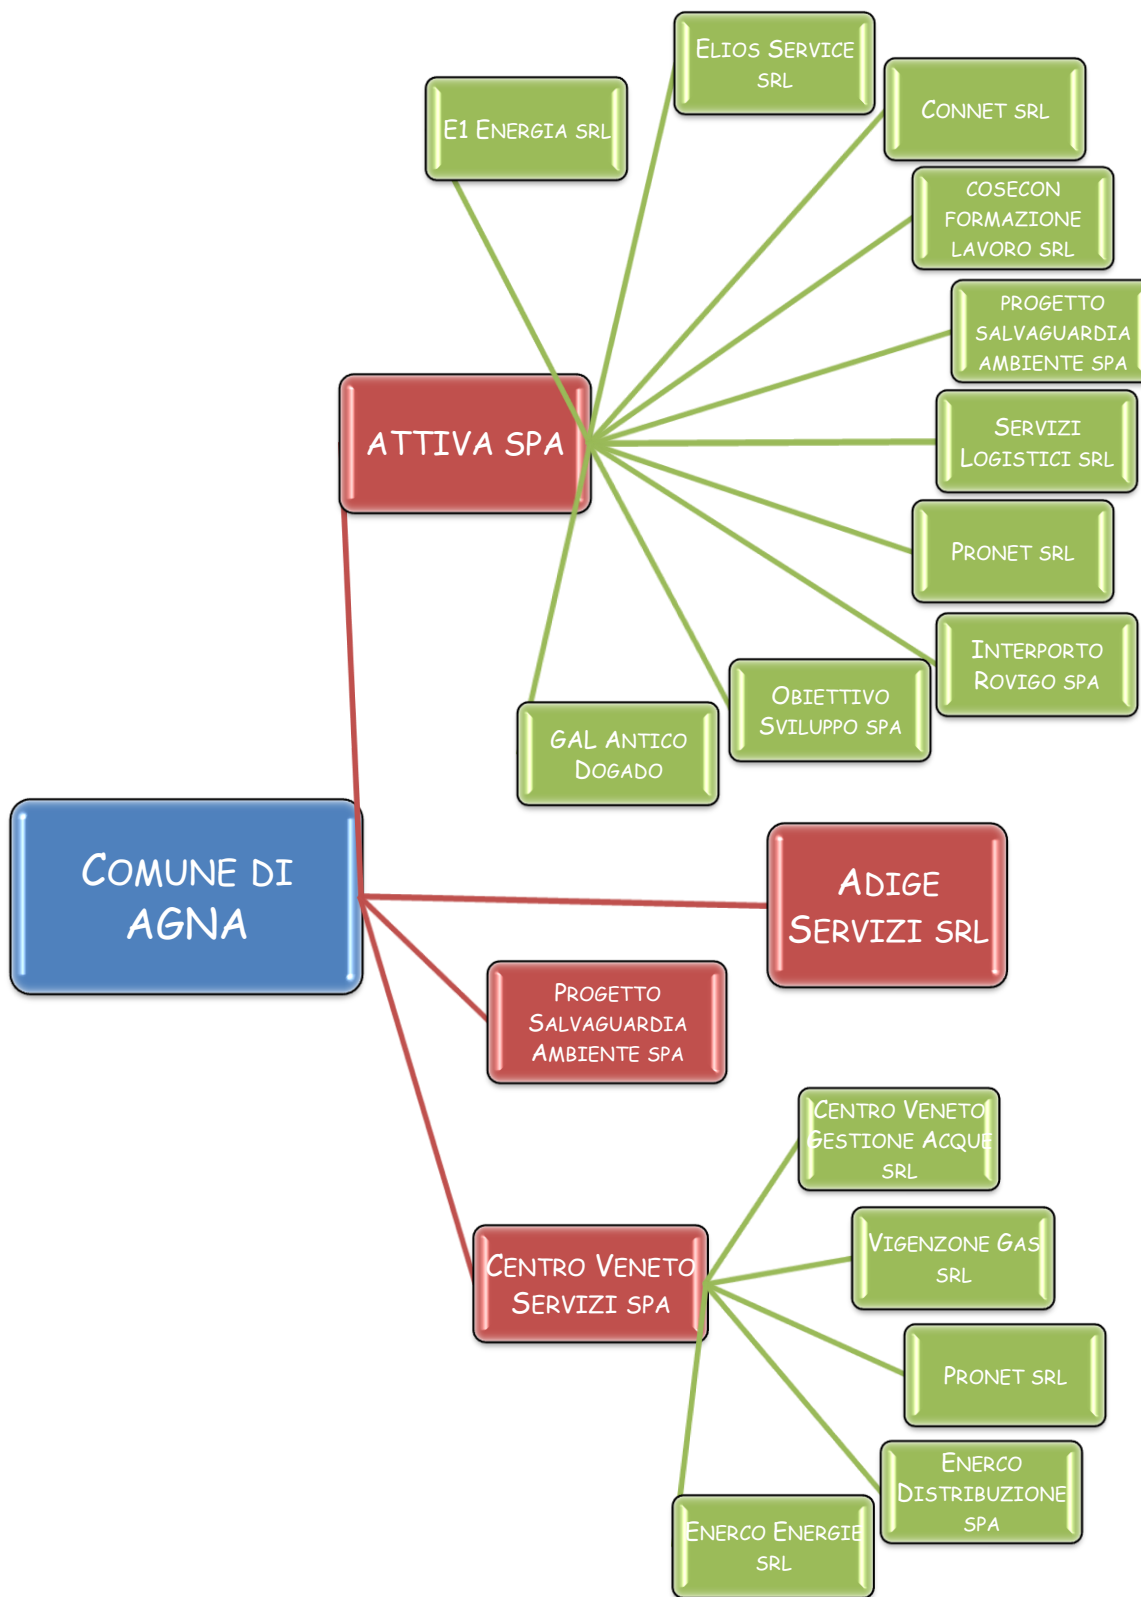 Elios Service
srl
E1 Energia srl
Connet srl
COSECON
FORMAZIONE
LAVORO SRL
PROGETTO
SALVAGUARDIA
AMBIENTE SPA
ATTIVA SPA
Servizi
Logistici srl
Pronet srl
Interporto
Rovigo spa
Obiettivo
Sviluppo spa
GAL Antico
Dogado
Comune di
AGNA
Adige
Servizi srl
Progetto
Salvaguardia
Ambiente spa
Centro Veneto
Gestione Acque
srl
Vigenzone Gas
srl
Centro Veneto
Servizi spa
Pronet srl
Enerco
Distribuzione
spa
Enerco Energie
srl